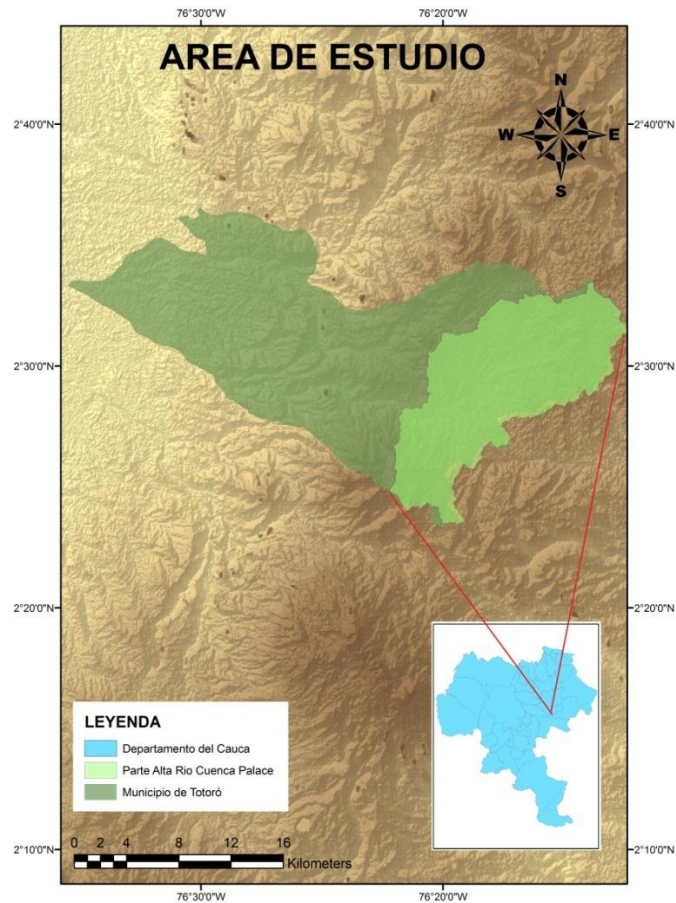 76°30'0"W 76°20'0"W
AREA DE ESTUDIO
N
W E
S
2°40'0"N 2°40'0"N
2°30'0"N 2°30'0"N
2°20'0"N 2°20'0"N
LEYENDA
Departamento del Cauca
Parte Alta Rio Cuenca Palace
Municipio de Totoró
0 2 4 8 12 16
Kilometers
2°10'0"N 2°10'0"N
76°30'0"W 76°20'0"W